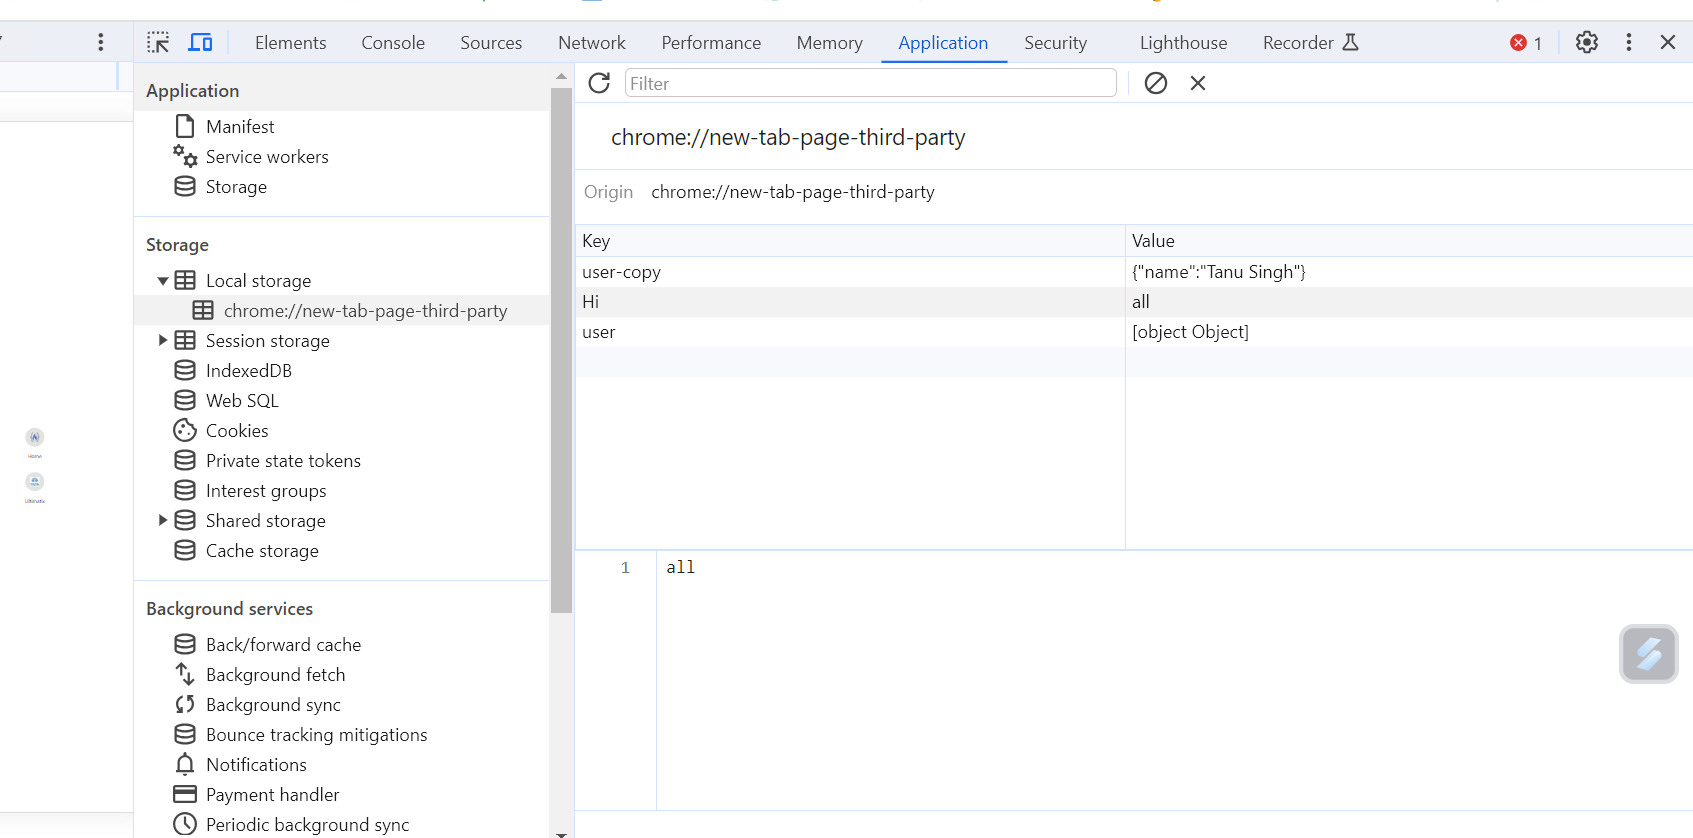 Elements Console Sources Network Performance Memory Application Security Lighthouse Recorder 1
Application
Manifest
Service workers
Storage
Storage
Local storage
chrome://new-tab-page-third-party
Session storage
IndexedDB
Web SQL
Cookies
Private state tokens
Interest groups
Shared storage
Cache storage
Background services
Back/forward cache
Background fetch
Background sync
Bounce tracking mitigations
Notifications
Payment handler
Periodic background sync
Filter
chrome://new-tab-page-third-party
Origin chrome://new-tab-page-third-party
Key Value
user-copy {"name":"Tanu Singh"}
Hi all
user [object Object]
1 all
Home